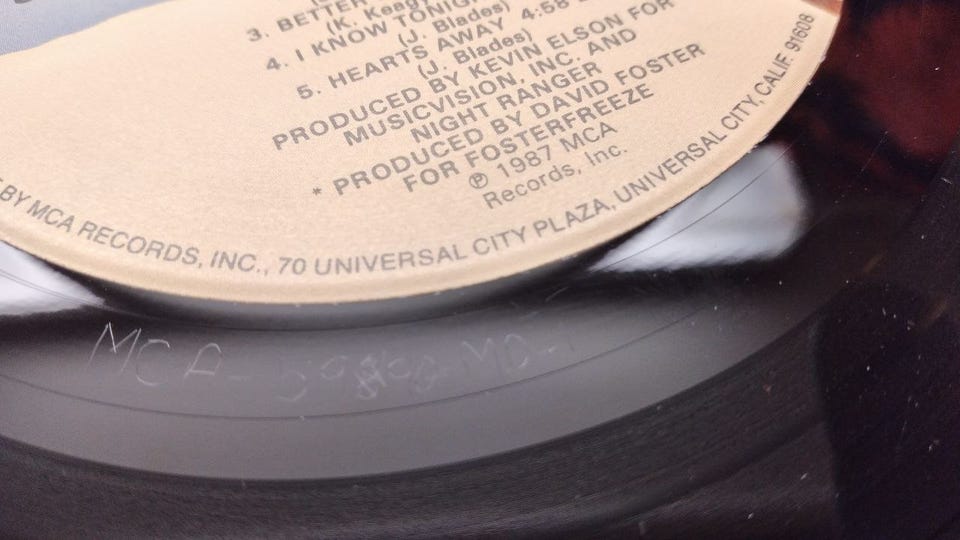 3. BETTER
(K. Keag
4. I KNOW TONIG
(J. Blades)
5. HEARTS AWAY 4:58
(J. Blades)
PRODUCED BY KEVIN ELSON FOR
MUSICVISION, INC. AND
NIGHT RANGER
* PRODUCED BY DAVID FOSTER
FOR FOSTERFREEZE
℗ 1987 MCA
Records, Inc.
BY MCA RECORDS, INC., 70 UNIVERSAL CITY PLAZA, UNIVERSAL CITY, CALIF. 91608
MCA-